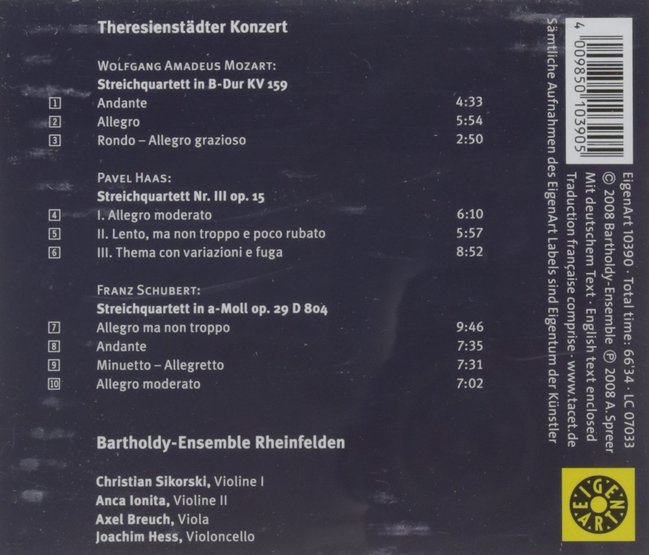 Theresienstädter Konzert
WOLFGANG AMADEUS MOZART:
Streichquartett in B-Dur KV 159
1 Andante 4:33
2 Allegro 5:54
3 Rondo – Allegro grazioso 2:50
PAVEL HAAS:
Streichquartett Nr. III op. 15
4 I. Allegro moderato 6:10
5 II. Lento, ma non troppo e poco rubato 5:57
6 III. Thema con variazioni e fuga 8:52
FRANZ SCHUBERT:
Streichquartett in a-Moll op. 29 D 804
7 Allegro ma non troppo 9:46
8 Andante 7:35
9 Minuetto – Allegretto 7:31
10 Allegro moderato 7:02
Bartholdy-Ensemble Rheinfelden
Christian Sikorski, Violine I
Anca Ionita, Violine II
Axel Breuch, Viola
Joachim Hess, Violoncello
4 009850 103905
EigenArt 10390 · Total time: 66'34 · LC 07033
© 2008 Bartholdy-Ensemble ℗ 2008 A. Spreer
Mit deutschem Text · English text enclosed
Traduction française comprise · www.tacet.de
Sämtliche Aufnahmen des EigenArt Labels sind Eigentum der Künstler
EIGEN ART